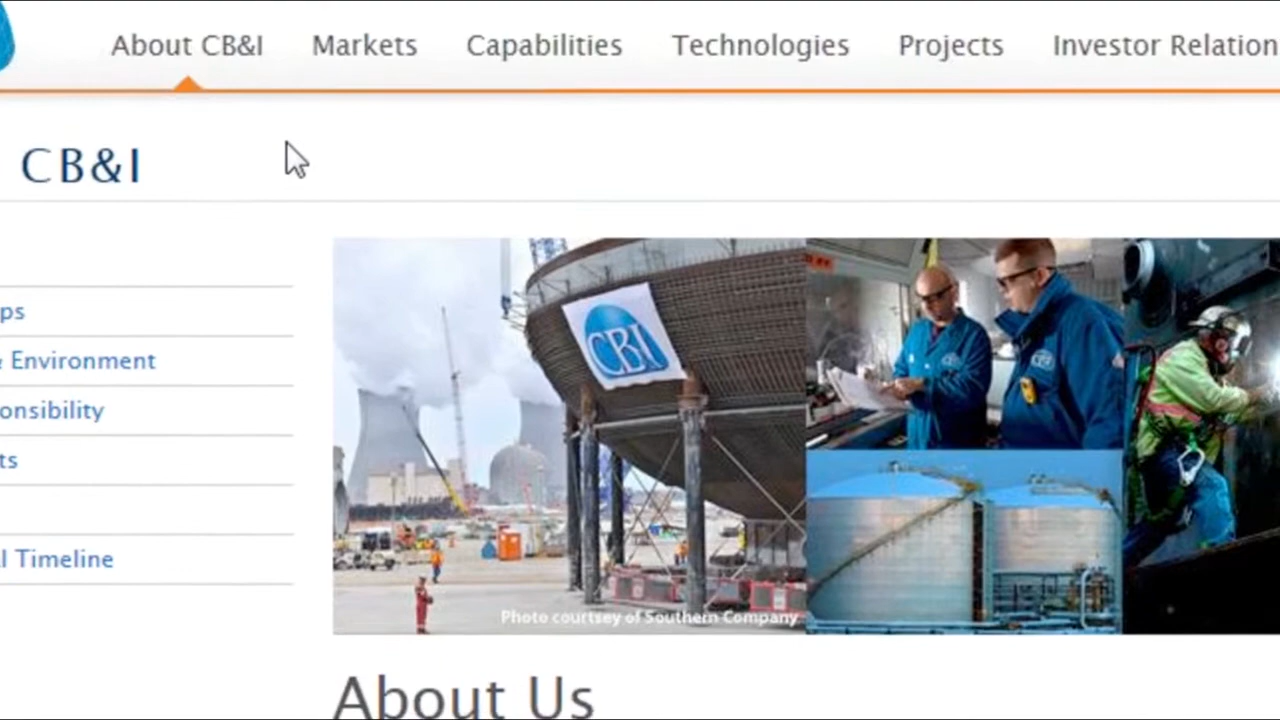 About CB&I Markets Capabilities Technologies Projects Investor Relation
CB&I
ps
& Environment
onsibility
ts
l Timeline
CBI
Photo courtsey of Southern Company
About Us